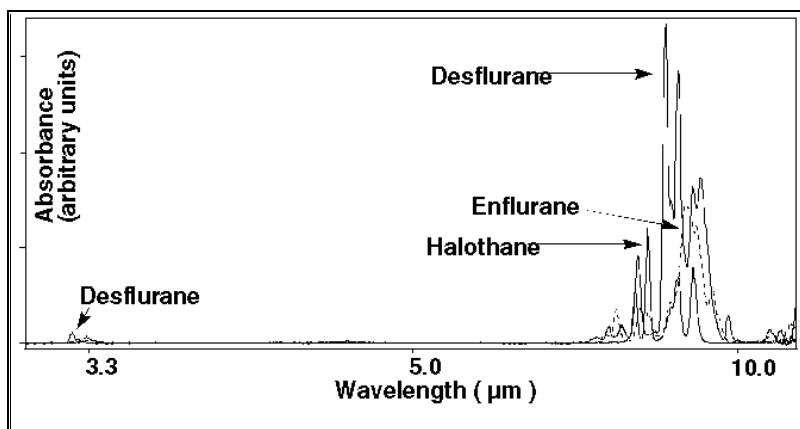 Absorbance
(arbitrary units)
Desflurane
Enflurane
Halothane
Desflurane
3.3
5.0
10.0
Wavelength ( µm )